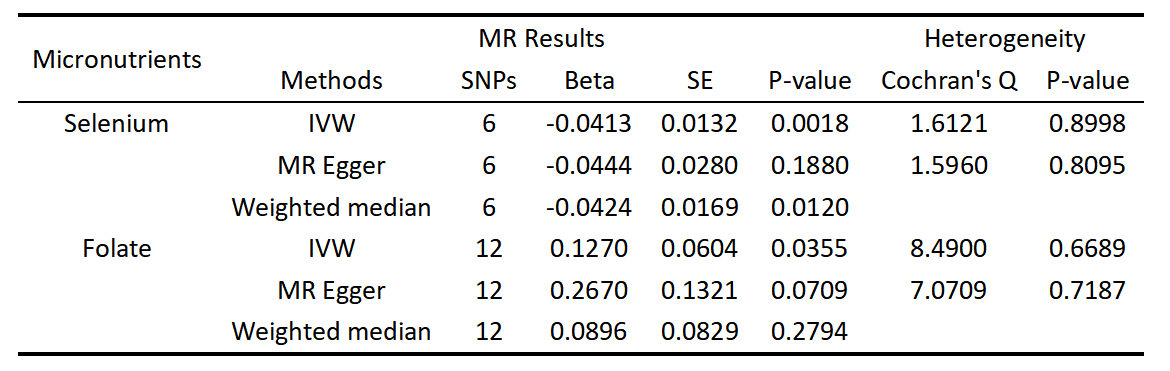 MR Results Heterogeneity
Micronutrients
Methods SNPs Beta SE P-value Cochran's Q P-value
Selenium IVW 6 -0.0413 0.0132 0.0018 1.6121 0.8998
MR Egger 6 -0.0444 0.0280 0.1880 1.5960 0.8095
Weighted median 6 -0.0424 0.0169 0.0120
Folate IVW 12 0.1270 0.0604 0.0355 8.4900 0.6689
MR Egger 12 0.2670 0.1321 0.0709 7.0709 0.7187
Weighted median 12 0.0896 0.0829 0.2794